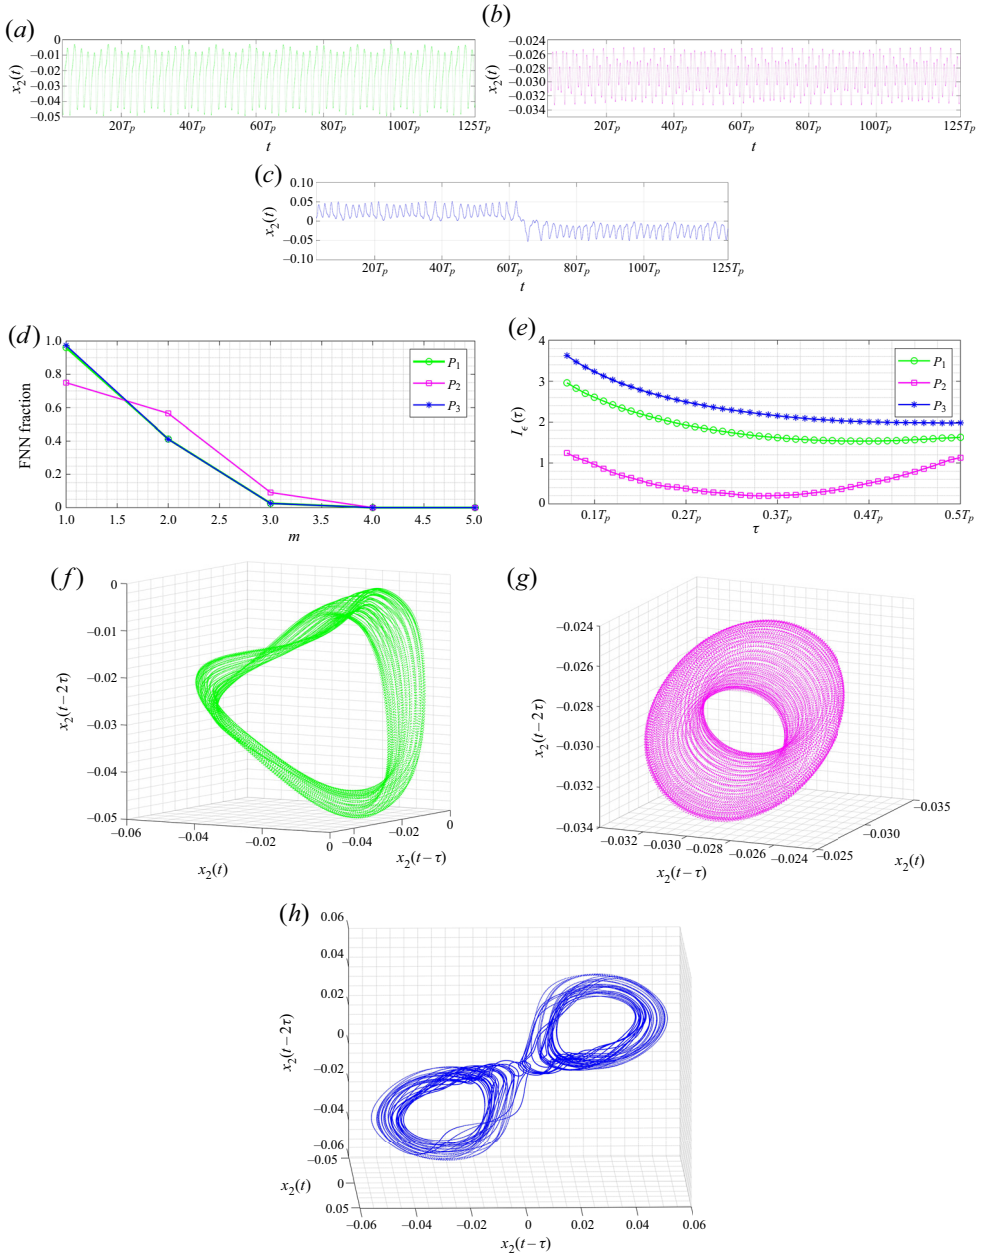 (a)
0
−0.01
−0.02
−0.03
−0.04
−0.05
x2(t)
20Tp 40Tp 60Tp 80Tp 100Tp 125Tp
t
(b)
−0.024
−0.026
−0.028
−0.030
−0.032
−0.034
x2(t)
20Tp 40Tp 60Tp 80Tp 100Tp 125Tp
t
(c)
0.10
0.05
0
−0.05
−0.10
x2(t)
20Tp 40Tp 60Tp 80Tp 100Tp 125Tp
t
(d)
1.0
0.8
0.6
0.4
0.2
0
FNN fraction
1.0 1.5 2.0 2.5 3.0 3.5 4.0 4.5 5.0
m
P1
P2
P3
(e)
4
3
2
1
0
Iϵ(τ)
0.1Tp 0.2Tp 0.3Tp 0.4Tp 0.5Tp
τ
P1
P2
P3
(f)
0
−0.01
−0.02
−0.03
−0.04
−0.05
x2(t−2τ)
−0.06 −0.04 −0.02 0
x2(t)
−0.04 −0.02 0
x2(t−τ)
(g)
−0.024
−0.026
−0.028
−0.030
−0.032
−0.034
x2(t−2τ)
−0.032 −0.030 −0.028 −0.026 −0.024
x2(t−τ)
−0.025 −0.030 −0.035
x2(t)
(h)
0.06
0.04
0.02
0
−0.02
−0.04
−0.06
x2(t−2τ)
−0.05
0
0.05
x2(t)
−0.06 −0.04 −0.02 0 0.02 0.04 0.06
x2(t−τ)